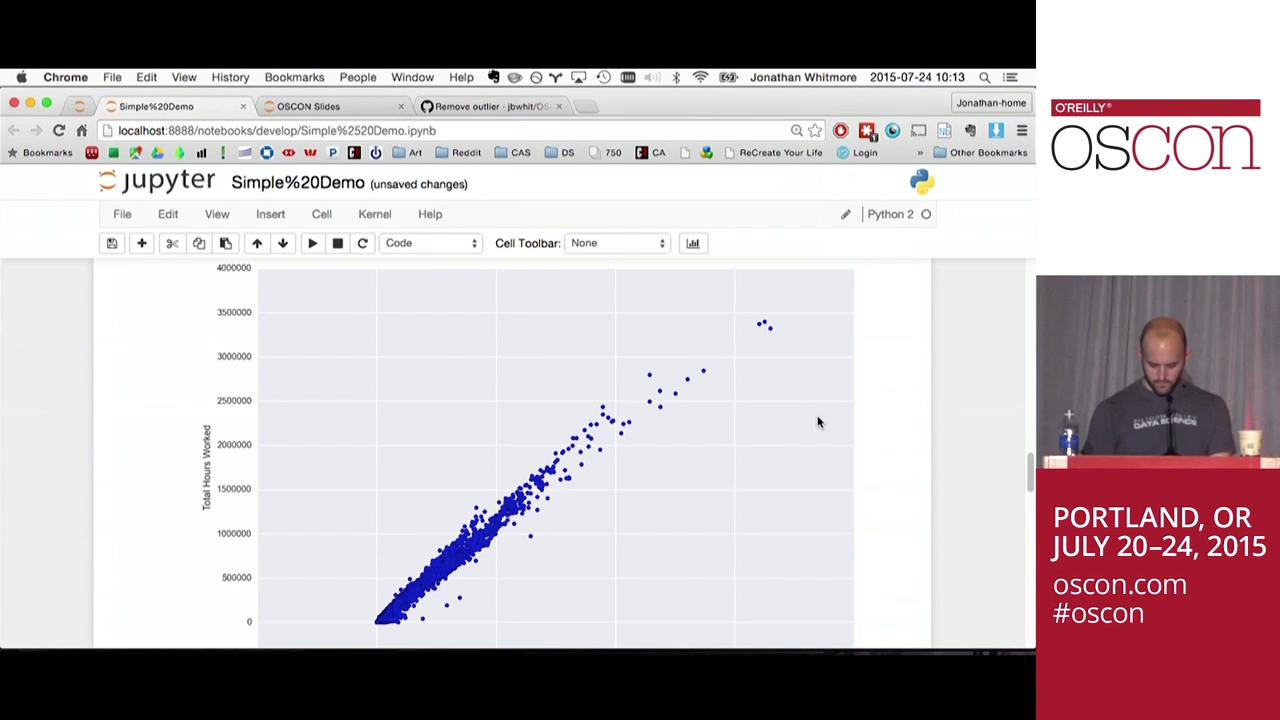 Chrome File Edit View History Bookmarks People Window Help Jonathan Whitmore 2015-07-24 10:13
Simple%20Demo OSCON Slides Remove outlier · jbwhit/OS Jonathan-home
localhost:8888/notebooks/develop/Simple%2520Demo.ipynb
Bookmarks Art Reddit CAS DS 750 CA ReCreate Your Life Login » Other Bookmarks
jupyter Simple%20Demo (unsaved changes)
File Edit View Insert Cell Kernel Help Python 2
Code Cell Toolbar: None
4000000
3500000
3000000
2500000
2000000
1500000
1000000
500000
0
Total Hours Worked
O'REILLY®
OSCON
DATA SCIENCE
PORTLAND, OR
JULY 20–24, 2015
oscon.com
#oscon